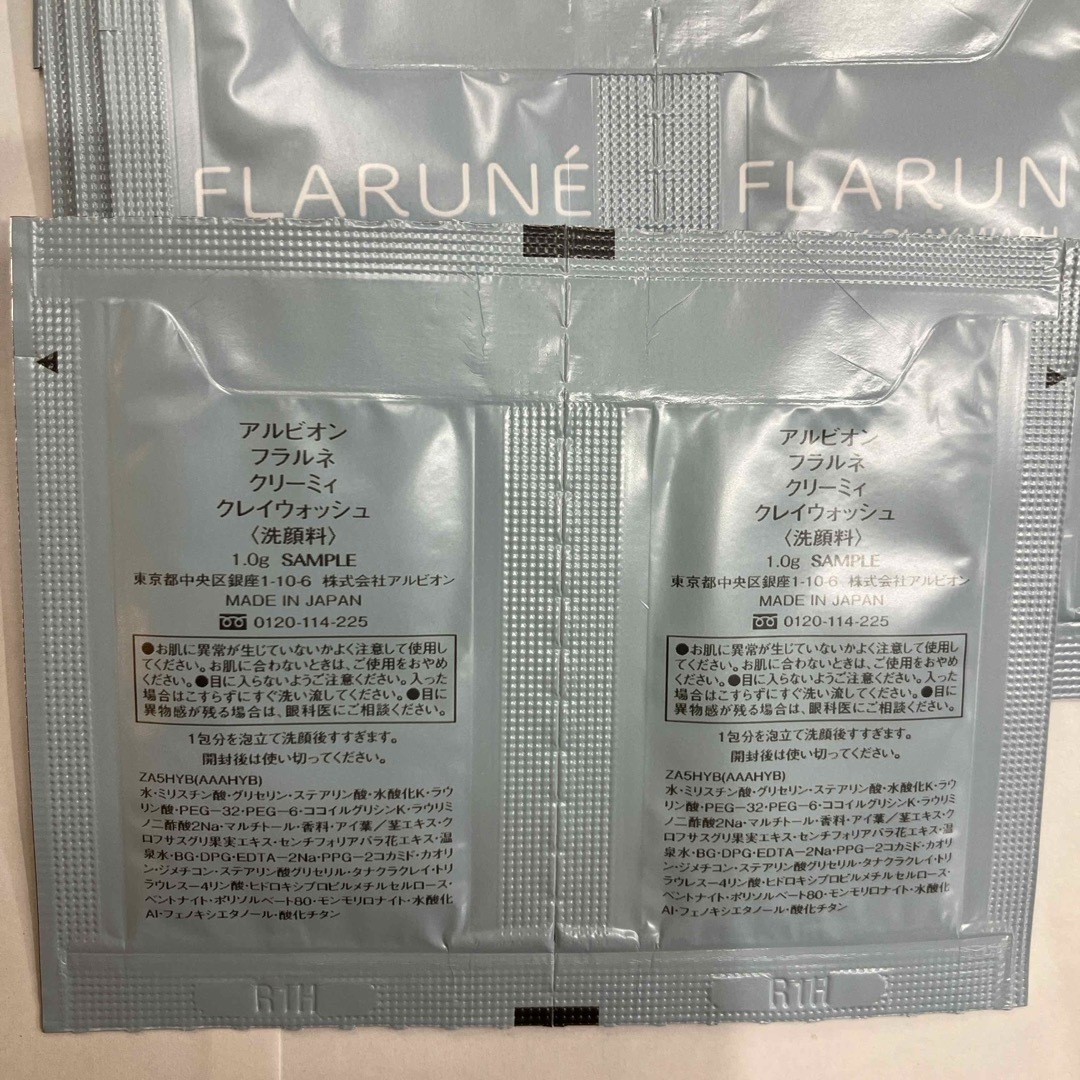 FLARUNÉ
FLARUN
CLAY WASH
アルビオン
フラルネ
クリーミィ
クレイウォッシュ
〈洗顔料〉
1.0g SAMPLE
東京都中央区銀座1-10-6 株式会社アルビオン
MADE IN JAPAN
0120-114-225
●お肌に異常が生じていないかよく注意して使用し
てください。お肌に合わないときは、ご使用をおやめ
ください。●目に入らないようご注意ください。入った
場合はこすらずにすぐ洗い流してください。●目に
異物感が残る場合は、眼科医にご相談ください。
1包分を泡立て洗顔後すすぎます。
開封後は使い切ってください。
ZA5HYB(AAAHYB)
水・ミリスチン酸・グリセリン・ステアリン酸・水酸化K・ラウ
リン酸・PEG-32・PEG-6・ココイルグリシンK・ラウリミ
ノ二酢酸2Na・マルチトール・香料・アイ葉/茎エキス・ク
ロフサスグリ果実エキス・センチフォリアバラ花エキス・温
泉水・BG・DPG・EDTA-2Na・PPG-2コカミド・カオリ
ン・ジメチコン・ステアリン酸グリセリル・タナクラクレイ・トリ
ラウレス-4リン酸・ヒドロキシプロピルメチルセルロース・
ベントナイト・ポリソルベート80・モンモリロナイト・水酸化
Al・フェノキシエタノール・酸化チタン
R1H
アルビオン
フラルネ
クリーミィ
クレイウォッシュ
〈洗顔料〉
1.0g SAMPLE
東京都中央区銀座1-10-6 株式会社アルビオン
MADE IN JAPAN
0120-114-225
●お肌に異常が生じていないかよく注意して使用し
てください。お肌に合わないときは、ご使用をおやめ
ください。●目に入らないようご注意ください。入った
場合はこすらずにすぐ洗い流してください。●目に
異物感が残る場合は、眼科医にご相談ください。
1包分を泡立て洗顔後すすぎます。
開封後は使い切ってください。
ZA5HYB(AAAHYB)
水・ミリスチン酸・グリセリン・ステアリン酸・水酸化K・ラウ
リン酸・PEG-32・PEG-6・ココイルグリシンK・ラウリミ
ノ二酢酸2Na・マルチトール・香料・アイ葉/茎エキス・ク
ロフサスグリ果実エキス・センチフォリアバラ花エキス・温
泉水・BG・DPG・EDTA-2Na・PPG-2コカミド・カオリ
ン・ジメチコン・ステアリン酸グリセリル・タナクラクレイ・トリ
ラウレス-4リン酸・ヒドロキシプロピルメチルセルロース・
ベントナイト・ポリソルベート80・モンモリロナイト・水酸化
Al・フェノキシエタノール・酸化チタン
R1H